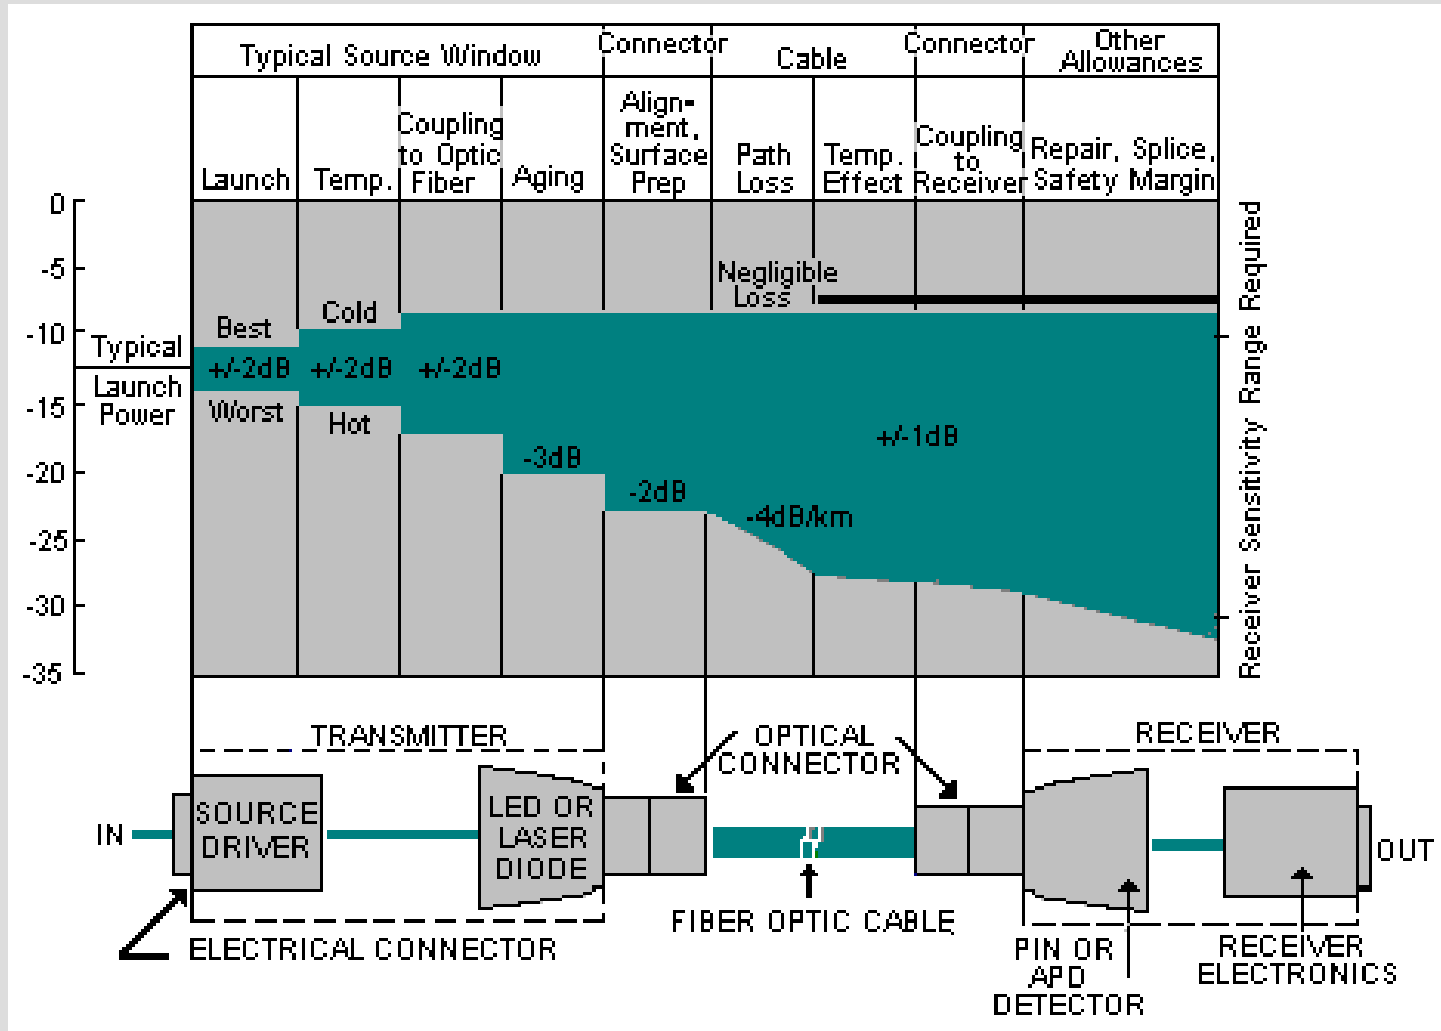 Typical Source Window
Connector
Cable
Connector
Other
Allowances
Launch
Temp.
Coupling
to Optic
Fiber
Aging
Align-
ment,
Surface
Prep
Path
Loss
Temp.
Effect
Coupling
to
Receiver
Repair, Splice,
Safety Margin
0
-5
-10
-15
-20
-25
-30
-35
Typical
Launch
Power
Best
+/-2dB
Worst
Cold
+/-2dB
Hot
+/-2dB
-3dB
-2dB
-4dB/km
Negligible
Loss
+/-1dB
Receiver Sensitivity Range Required
TRANSMITTER
OPTICAL
CONNECTOR
RECEIVER
IN
SOURCE
DRIVER
LED OR
LASER
DIODE
OUT
FIBER OPTIC CABLE
ELECTRICAL CONNECTOR
PIN OR
APD
DETECTOR
RECEIVER
ELECTRONICS